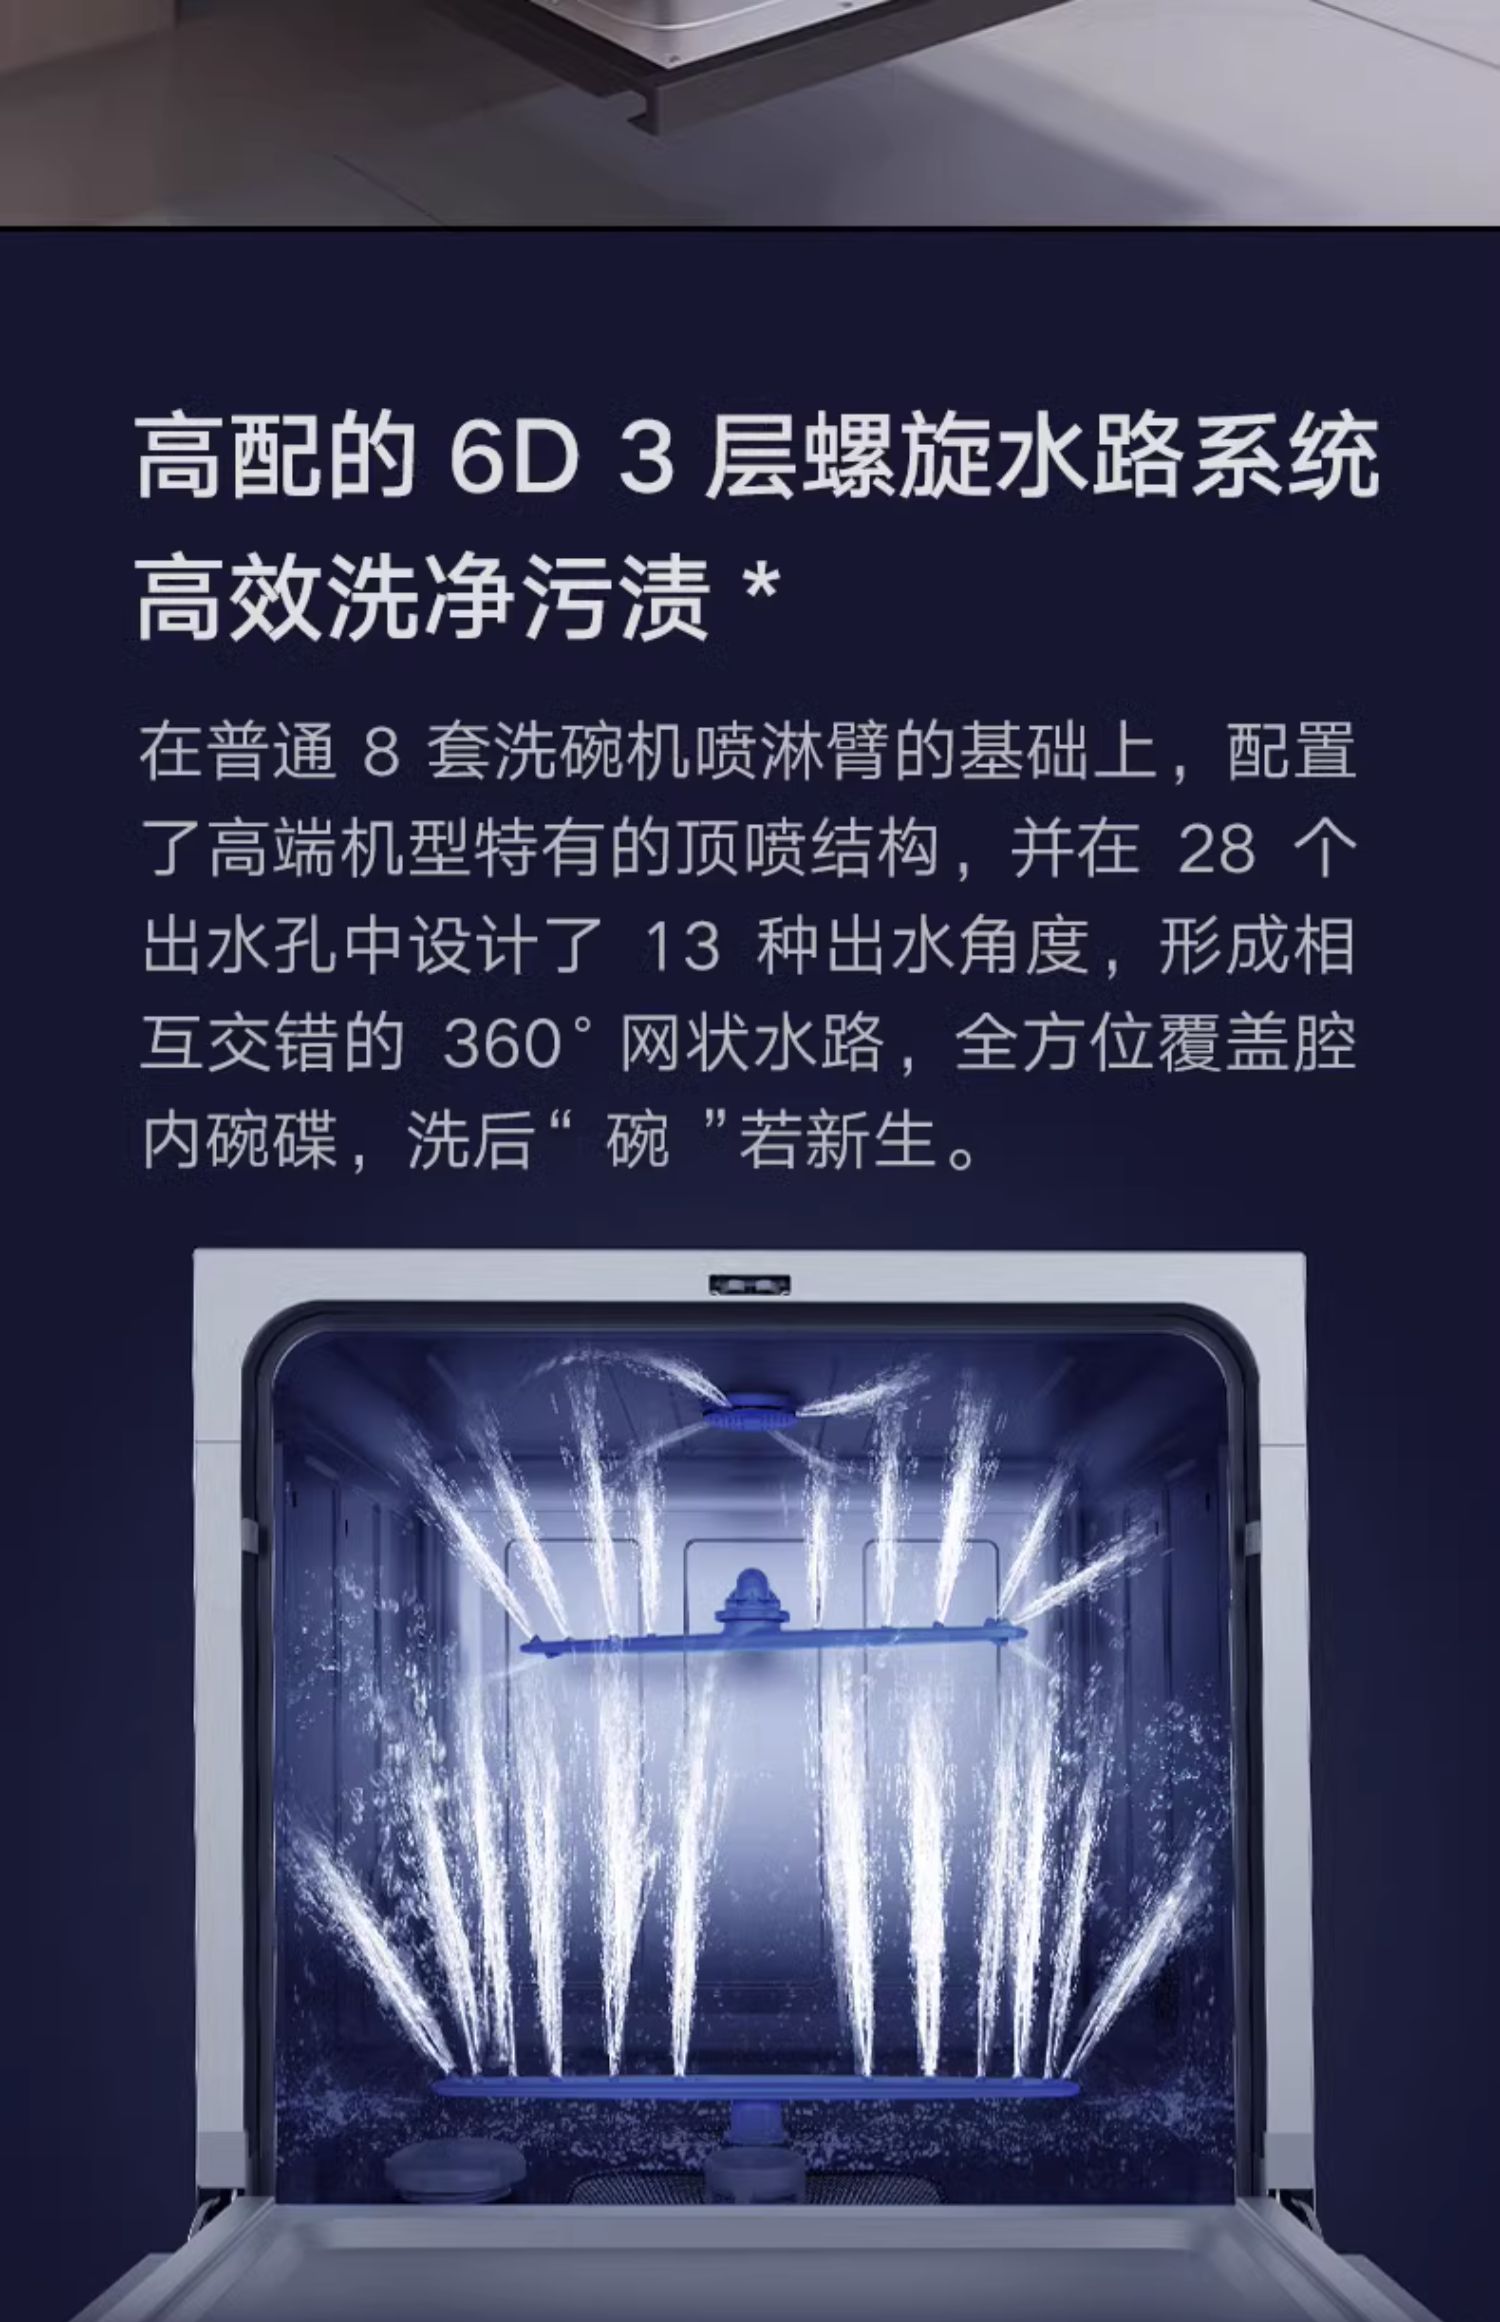 高配的 6D 3 层螺旋水路系统
高效洗净污渍 *
在普通 8 套洗碗机喷淋臂的基础上，配置
了高端机型特有的顶喷结构，并在 28 个
出水孔中设计了 13 种出水角度，形成相
互交错的 360° 网状水路，全方位覆盖腔
内碗碟，洗后“ 碗 ”若新生。